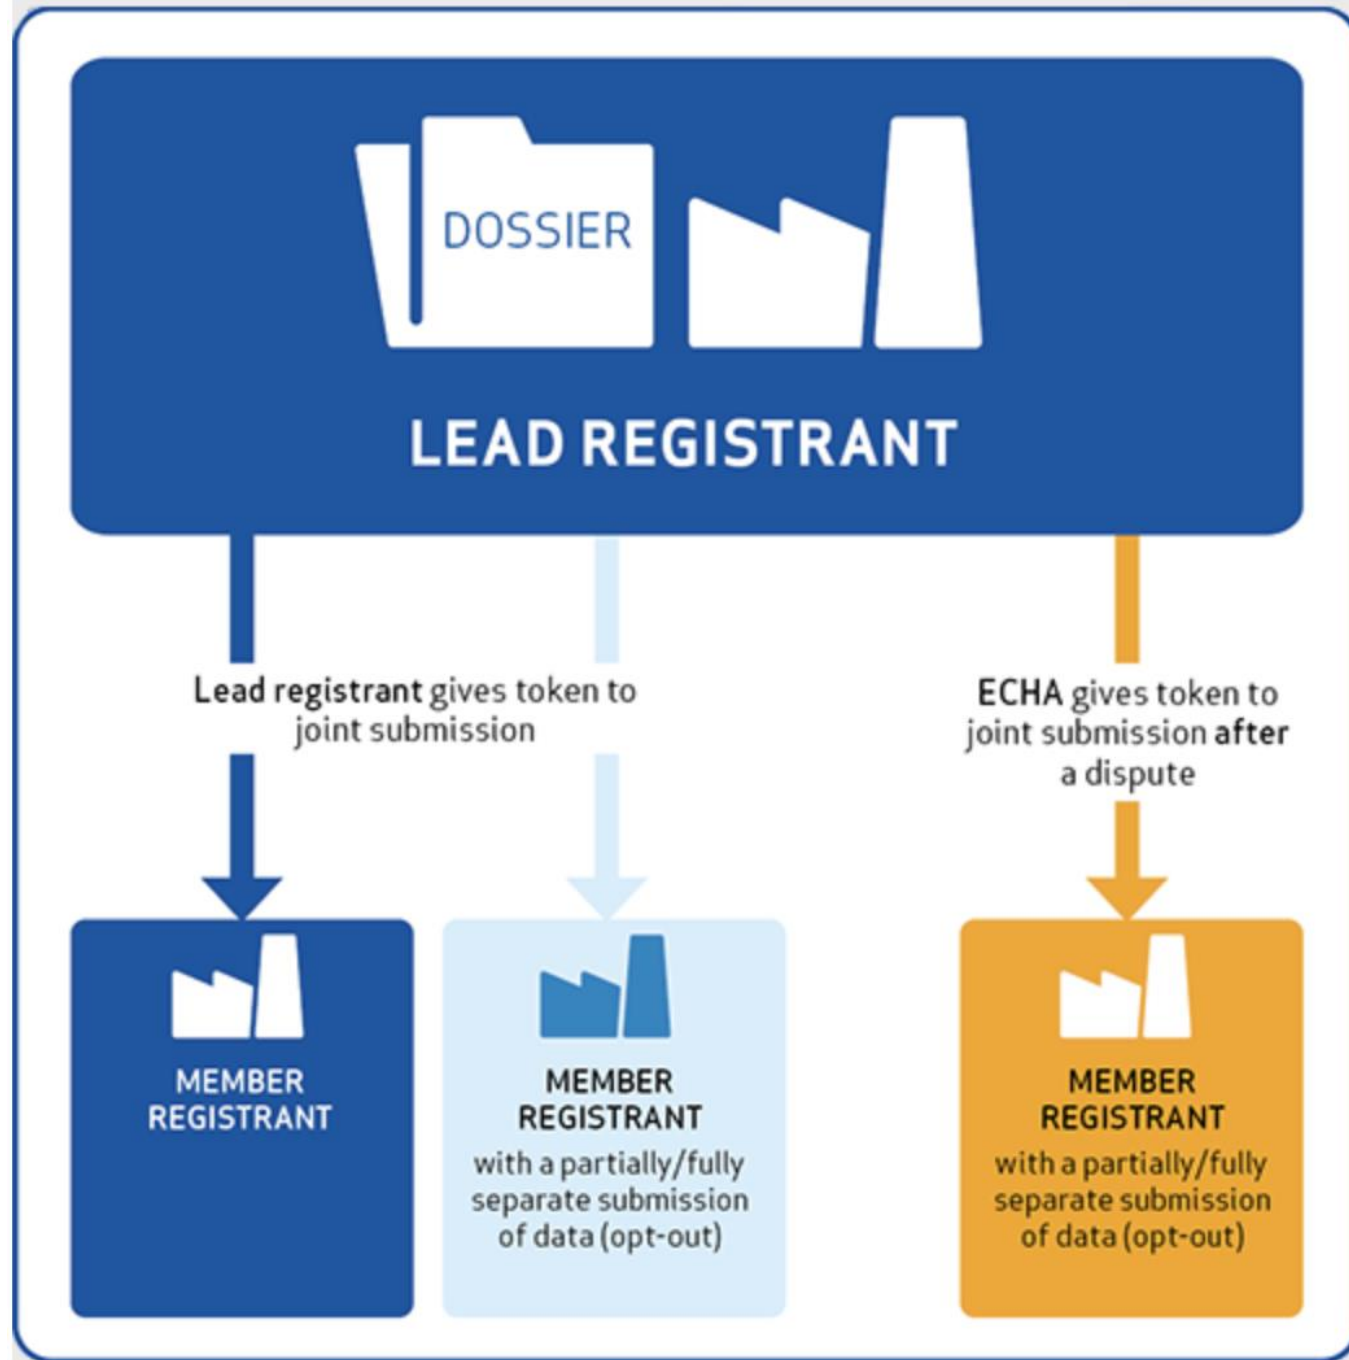 DOSSIER
LEAD REGISTRANT
Lead registrant gives token to
joint submission
ECHA gives token to
joint submission after
a dispute
MEMBER
REGISTRANT
MEMBER
REGISTRANT
with a partially/fully
separate submission
of data (opt-out)
MEMBER
REGISTRANT
with a partially/fully
separate submission
of data (opt-out)